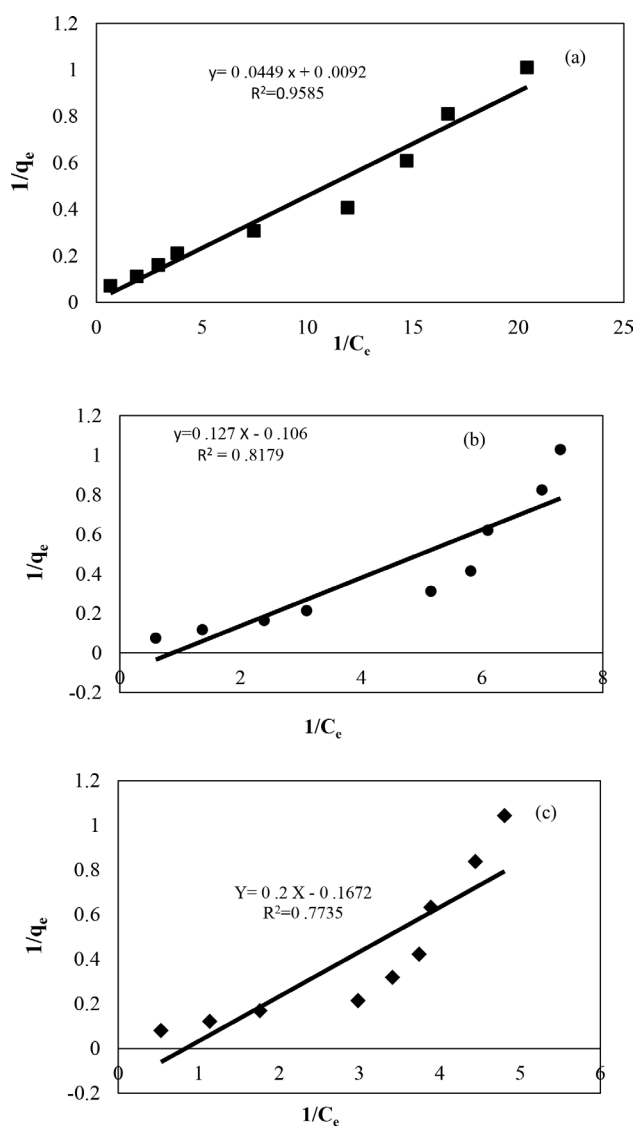 1.2
(a)
y= 0 .0449 x + 0 .0092
R²=0.9585
1
0.8
1/qₑ
0.6
0.4
0.2
0
0 5 10 15 20 25
1/Cₑ
1.2
y=0 .127 X - 0 .106
(b)
R² = 0.8179
1
0.8
1/qₑ
0.6
0.4
0.2
0
-0.2
0 2 4 6 8
1/Cₑ
1.2
(c)
1
0.8
Y= 0 .2 X - 0.1672
R²=0 .7735
0.6
1/qₑ
0.4
0.2
0
-0.2
0 1 2 3 4 5 6
1/Cₑ